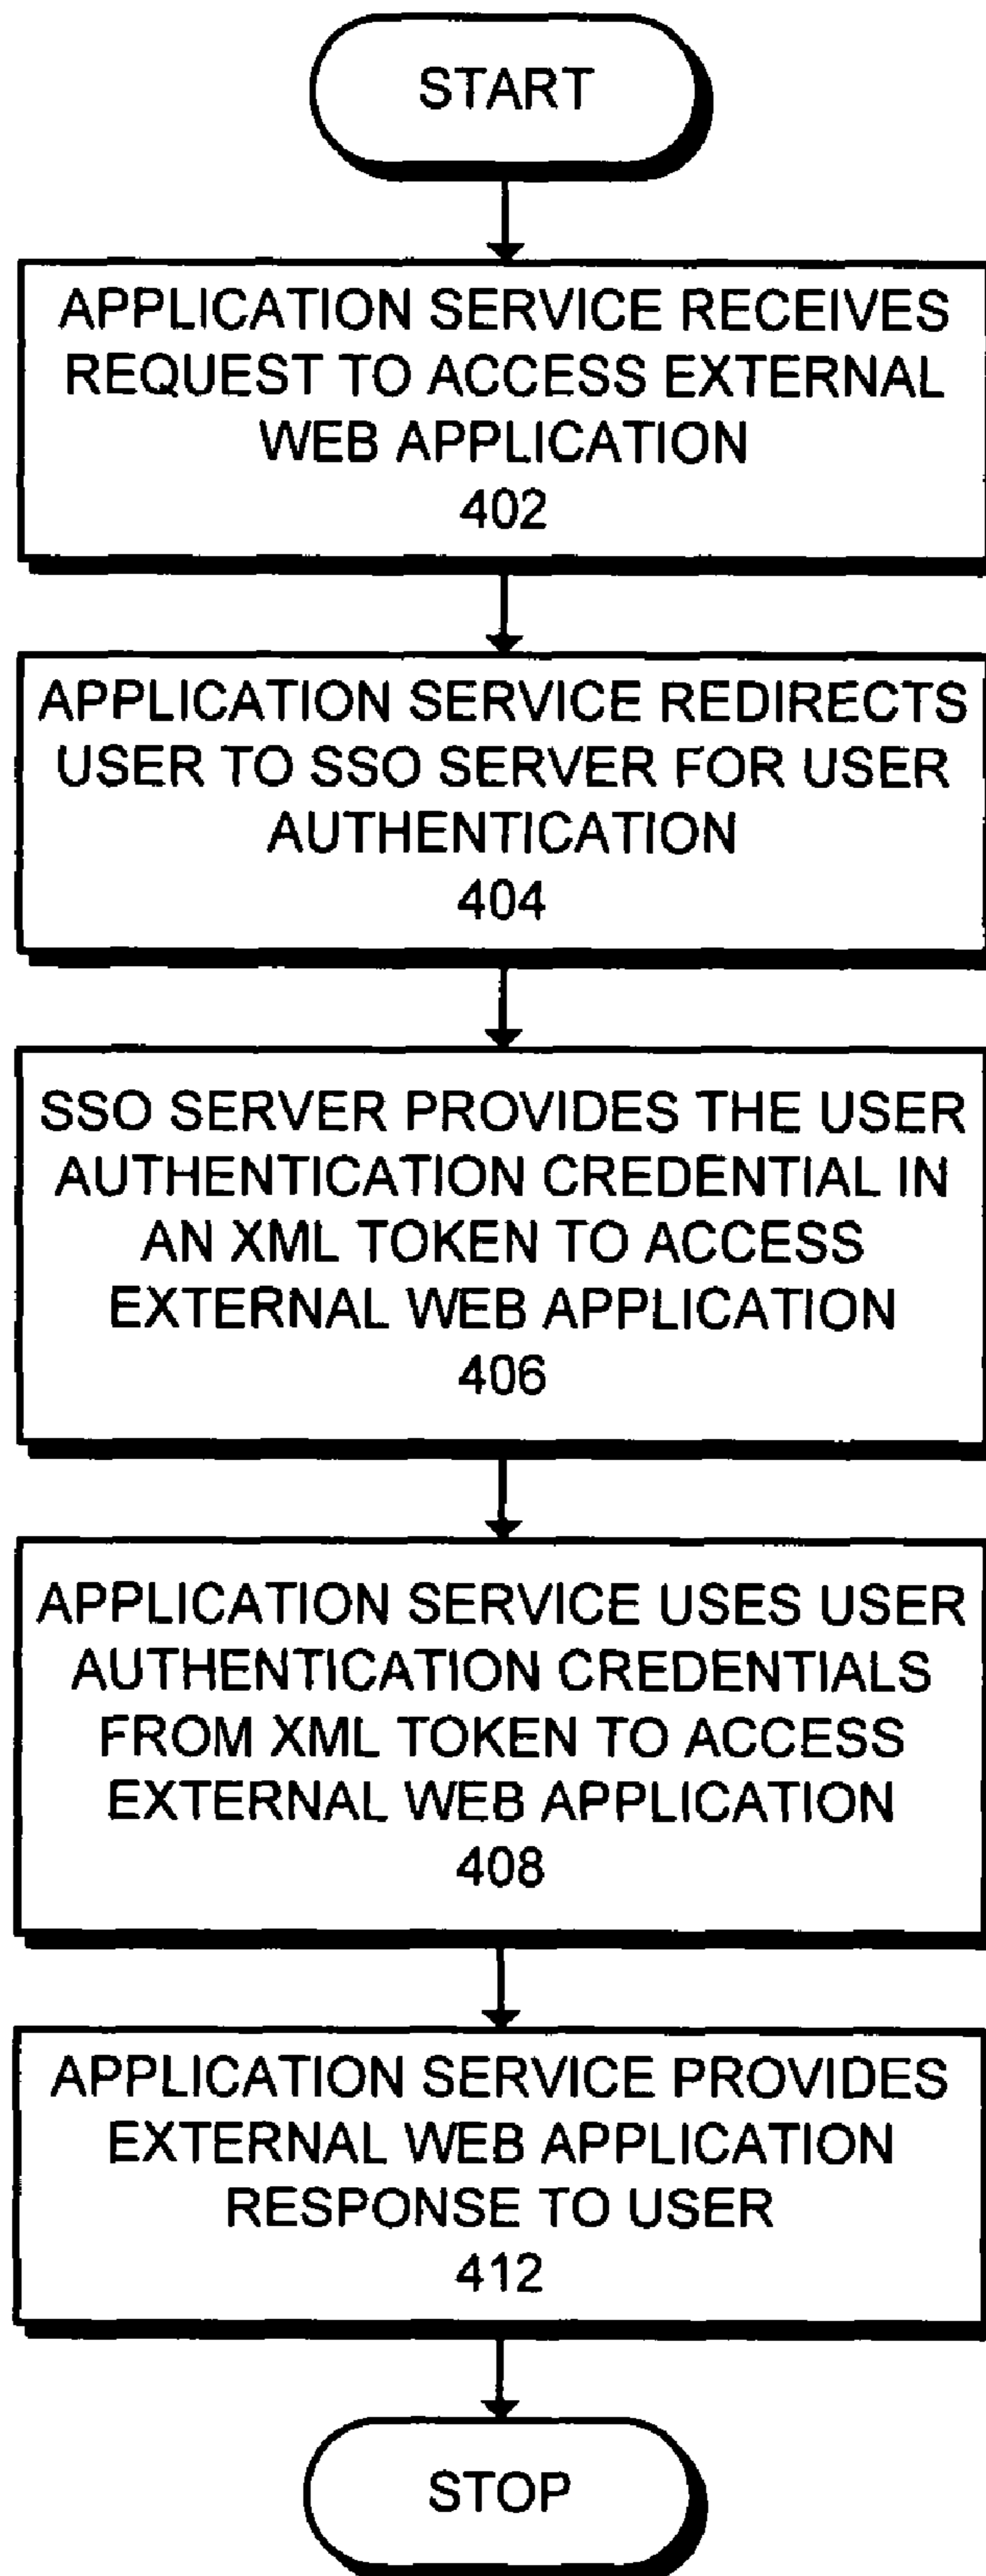 START
APPLICATION SERVICE RECEIVES
REQUEST TO ACCESS EXTERNAL
WEB APPLICATION
402
APPLICATION SERVICE REDIRECTS
USER TO SSO SERVER FOR USER
AUTHENTICATION
404
SSO SERVER PROVIDES THE USER
AUTHENTICATION CREDENTIAL IN
AN XML TOKEN TO ACCESS
EXTERNAL WEB APPLICATION
406
APPLICATION SERVICE USES USER
AUTHENTICATION CREDENTIALS
FROM XML TOKEN TO ACCESS
EXTERNAL WEB APPLICATION
408
APPLICATION SERVICE PROVIDES
EXTERNAL WEB APPLICATION
RESPONSE TO USER
412
STOP